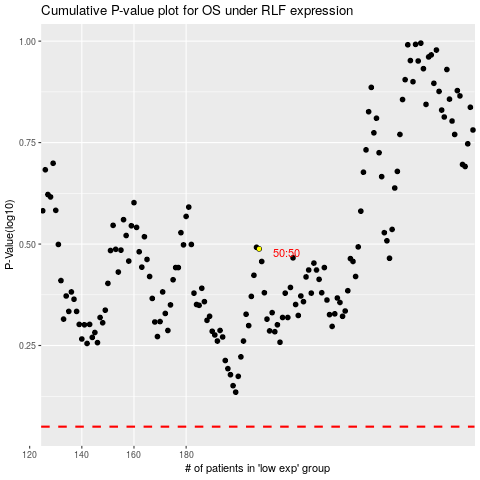 Cumulative P-value plot for OS under RLF expression
1.00
0.75
0.50
0.25
P-Value(log10)
50:50
120 140 160 180
# of patients in 'low exp' group